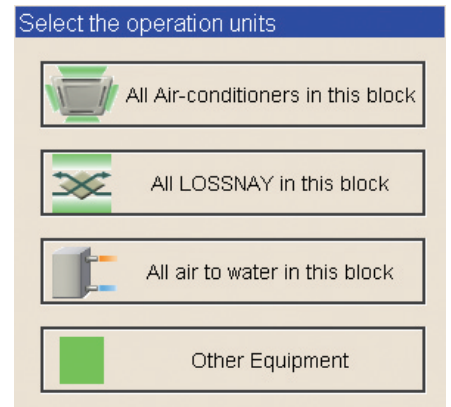 Select the operation units
All Air-conditioners in this block
All LOSSNAY in this block
All air to water in this block
Other Equipment